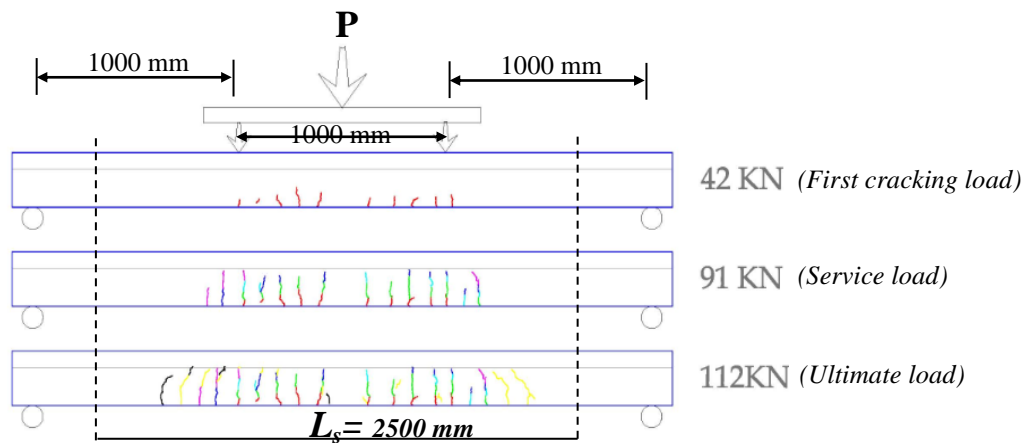 P
1000 mm
1000 mm
1000 mm
42 KN (First cracking load)
91 KN (Service load)
112KN (Ultimate load)
Ls= 2500 mm